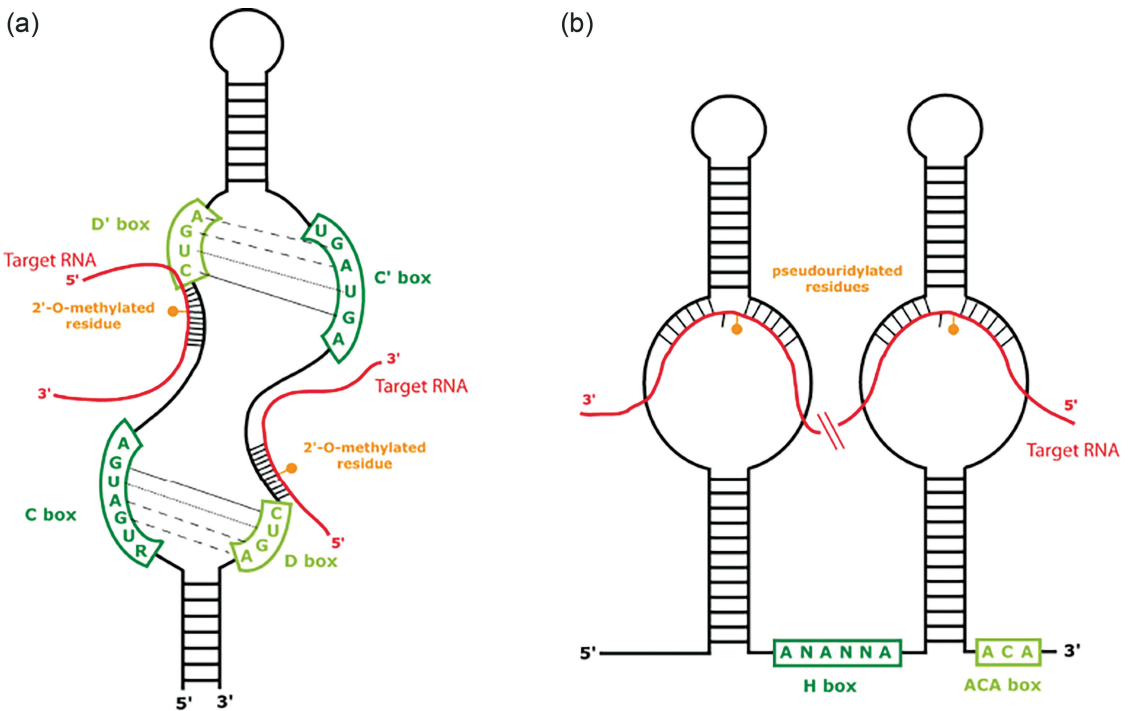 (a)
D' box
A
G
U
C
U
G
A
U
G
A
C' box
Target RNA
5'
2'-O-methylated
residue
3'
3'
Target RNA
2'-O-methylated
residue
A
G
U
A
G
U
R
C box
C
U
G
A
D box
5'
5' 3'
(b)
pseudouridylated
residues
3'
5'
Target RNA
5'
A N A N N A
H box
A C A
ACA box
3'